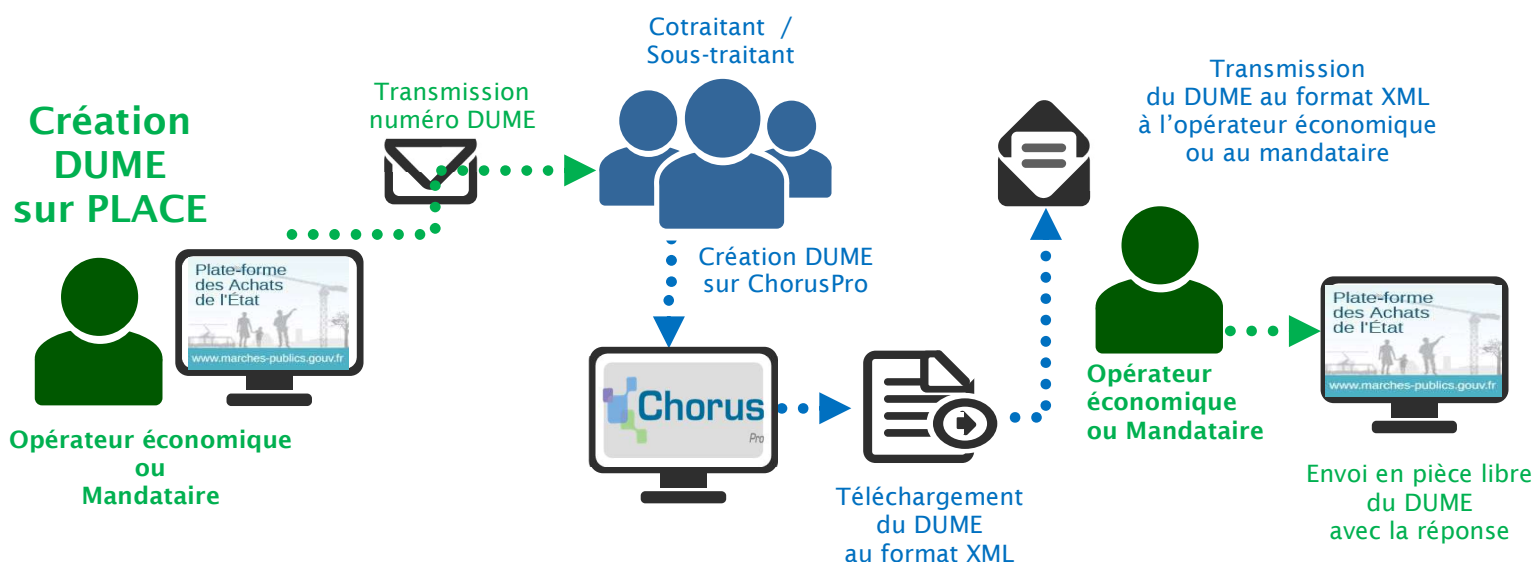 Création
DUME
sur PLACE
Plate-forme
des Achats
de l'État
www.marches-publics.gouv.fr
Opérateur économique
ou
Mandataire
Transmission
numéro DUME
Cotraitant /
Sous-traitant
Création DUME
sur ChorusPro
Chorus
Pro
Téléchargement
du DUME
au format XML
Transmission
du DUME au format XML
à l'opérateur économique
ou au mandataire
Opérateur
économique
ou Mandataire
Plate-forme
des Achats
de l'État
www.marches-publics.gouv.fr
Envoi en pièce libre
du DUME
avec la réponse